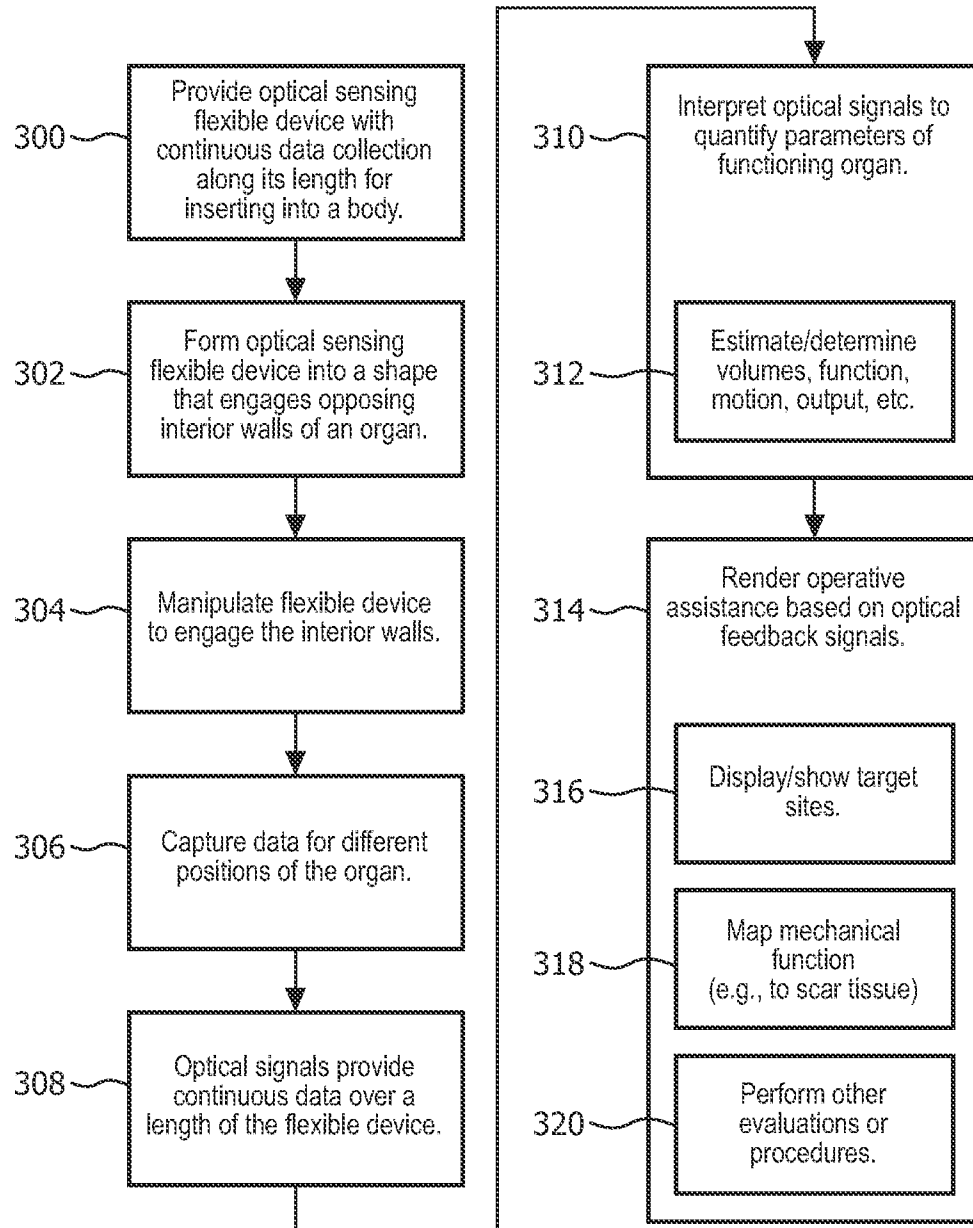 300
Provide optical sensing
flexible device with
continuous data collection
along its length for
inserting into a body.
302
Form optical sensing
flexible device into a shape
that engages opposing
interior walls of an organ.
304
Manipulate flexible device
to engage the interior walls.
306
Capture data for different
positions of the organ.
308
Optical signals provide
continuous data over a
length of the flexible device.
310
Interpret optical signals to
quantify parameters of
functioning organ.
312
Estimate/determine
volumes, function,
motion, output, etc.
314
Render operative
assistance based on optical
feedback signals.
316
Display/show target
sites.
318
Map mechanical
function
(e.g., to scar tissue)
320
Perform other
evaluations or
procedures.